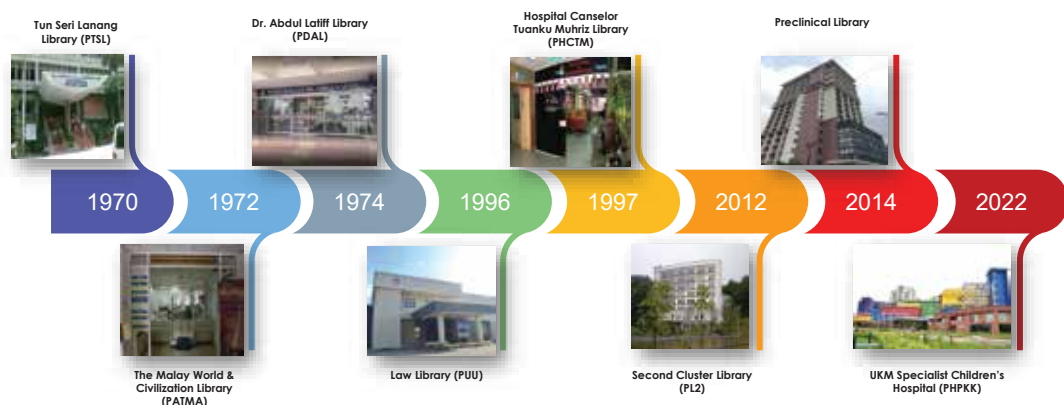 Tun Seri Lanang
Library (PTSL)
Dr. Abdul Latiff Library
(PDAL)
Hospital Canselor
Tuanku Muhriz Library
(PHCTM)
Preclinical Library
1970
1972
1974
1996
1997
2012
2014
2022
The Malay World &
Civilization Library
(PATMA)
Law Library (PUU)
Second Cluster Library
(PL2)
UKM Specialist Children's
Hospital (PHPKK)